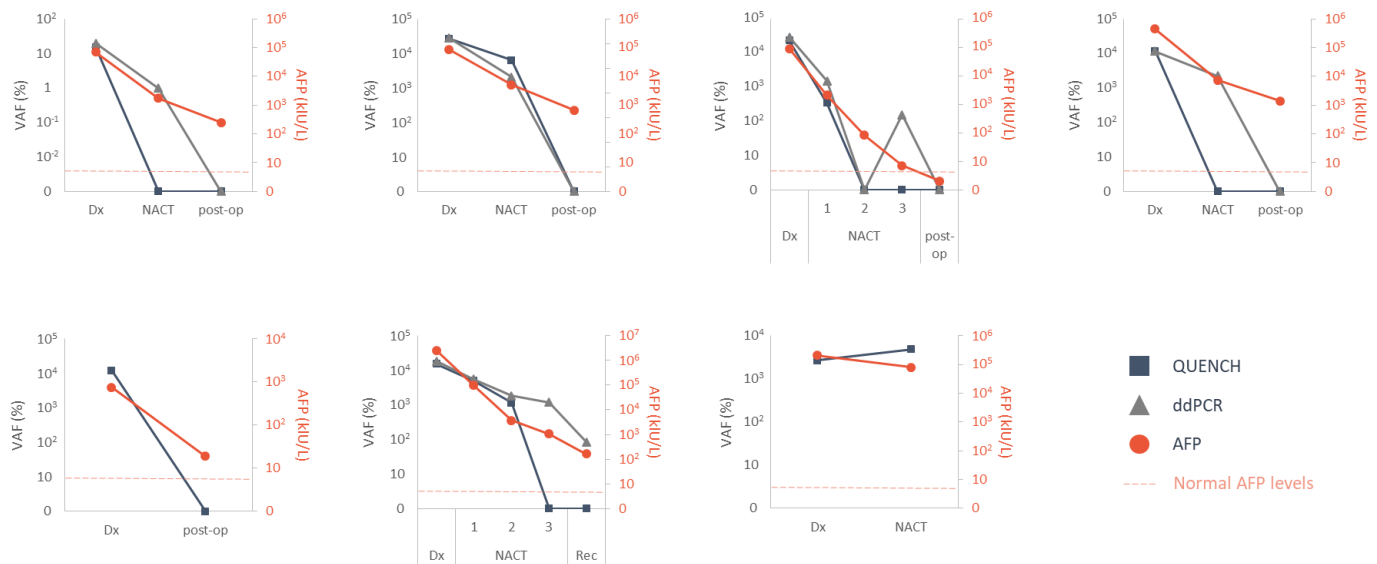 10² 10⁶
10 10⁵
1 10⁴
10⁻¹ 10³
10⁻² 10²
10
0 0
VAF (%)
AFP (kIU/L)
Dx NACT post-op
10⁵ 10⁶
10⁴ 10⁵
10³ 10⁴
10² 10³
10 10²
10
0 0
VAF (%)
AFP (kIU/L)
Dx NACT post-op
10⁵ 10⁶
10⁴ 10⁵
10³ 10⁴
10² 10³
10 10²
10
0 0
VAF (%)
AFP (kIU/L)
1 2 3
Dx NACT post-
op
10⁵ 10⁶
10⁴ 10⁵
10³ 10⁴
10² 10³
10 10²
10
0 0
VAF (%)
AFP (kIU/L)
Dx NACT post-op
10⁵ 10⁴
10⁴ 10³
10³ 10²
10² 10
10
0 0
VAF (%)
AFP (kIU/L)
Dx post-op
10⁵ 10⁷
10⁴ 10⁶
10³ 10⁵
10² 10⁴
10 10³
10²
10
0 0
VAF (%)
AFP (kIU/L)
1 2 3
Dx NACT Rec
10⁴ 10⁶
10³ 10⁵
10² 10⁴
10 10³
10²
10
0 0
VAF (%)
AFP (kIU/L)
Dx NACT
QUENCH
ddPCR
AFP
Normal AFP levels